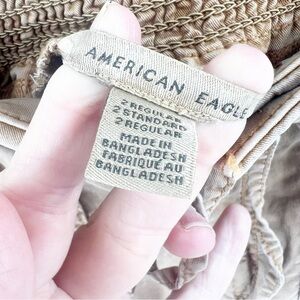 AMERICAN EAGLE
2 REGULAR
2 STANDARD
2 REGULAR
MADE IN
BANGLADESH
FABRIQUÉ AU
BANGLADESH